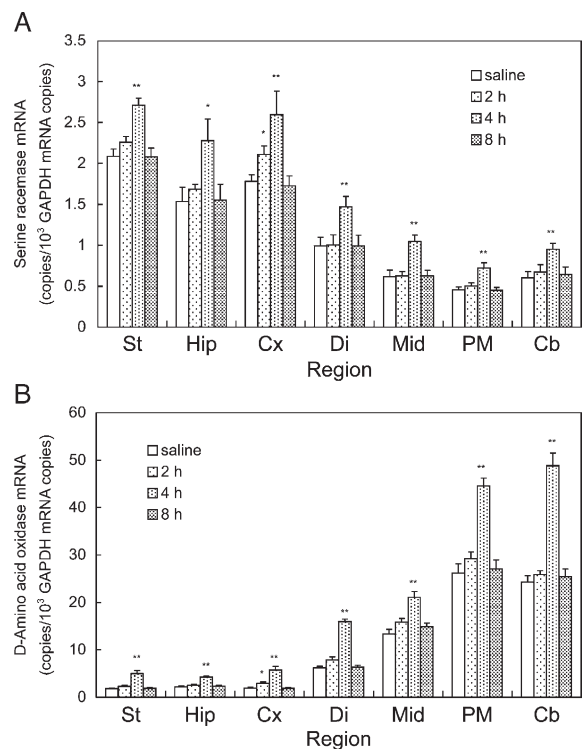 A
Serine racemase mRNA
(copies/10³ GAPDH mRNA copies)
3.5
3
2.5
2
1.5
1
0.5
0
saline
2 h
4 h
8 h
**
*
*
**
**
**
**
**
St Hip Cx Di Mid PM Cb
Region
B
D-Amino acid oxidase mRNA
(copies/10³ GAPDH mRNA copies)
60
50
40
30
20
10
0
saline
2 h
4 h
8 h
**
**
*
**
**
**
**
**
St Hip Cx Di Mid PM Cb
Region